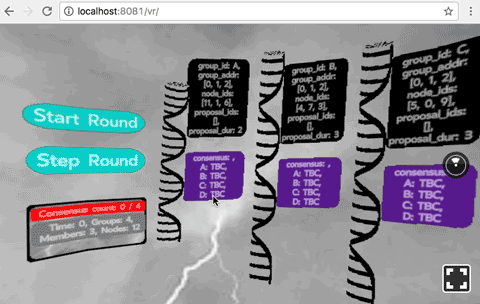 localhost:8081/vr/
Start Round
Step Round
Consensus count: 0 / 4
Time: 0, Groups: 4,
Members: 3, Nodes: 12
group_id: A,
group_addr:
[0, 1, 2],
node_ids:
[11, 1, 6],
proposal_ids:
[],
proposal_dur: 2
consensus: ,
A: TBC,
B: TBC,
C: TBC,
D: TBC
group_id: B,
group_addr:
[0, 1, 2],
node_ids:
[4, 7, 3],
proposal_ids:
[],
proposal_dur: 3
consensus: ,
A: TBC,
B: TBC,
C: TBC,
D: TBC
group_id: C,
group_addr:
[0, 1, 2],
node_ids:
[5, 0, 9],
proposal_ids:
[],
proposal_dur: 3
consensus: ,
A: TBC,
B: TBC,
C: TBC,
D: TBC